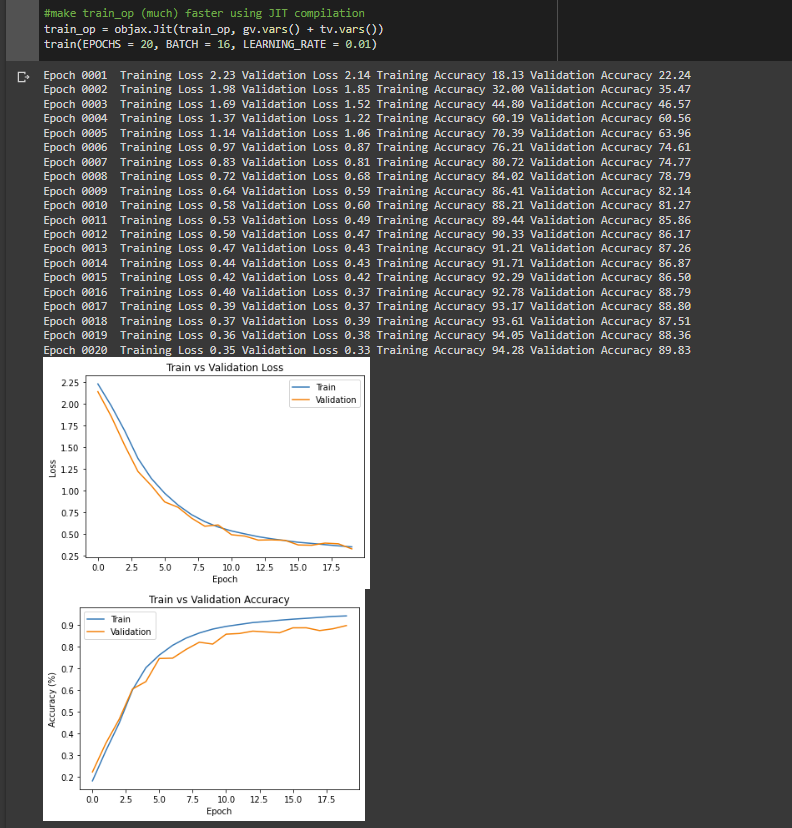 #make train_op (much) faster using JIT compilation
train_op = objax.Jit(train_op, gv.vars() + tv.vars())
train(EPOCHS = 20, BATCH = 16, LEARNING_RATE = 0.01)
Epoch 0001  Training Loss 2.23 Validation Loss 2.14 Training Accuracy 18.13 Validation Accuracy 22.24
Epoch 0002  Training Loss 1.98 Validation Loss 1.85 Training Accuracy 32.00 Validation Accuracy 35.47
Epoch 0003  Training Loss 1.69 Validation Loss 1.52 Training Accuracy 44.80 Validation Accuracy 46.57
Epoch 0004  Training Loss 1.37 Validation Loss 1.22 Training Accuracy 60.19 Validation Accuracy 60.56
Epoch 0005  Training Loss 1.14 Validation Loss 1.06 Training Accuracy 70.39 Validation Accuracy 63.96
Epoch 0006  Training Loss 0.97 Validation Loss 0.87 Training Accuracy 76.21 Validation Accuracy 74.61
Epoch 0007  Training Loss 0.83 Validation Loss 0.81 Training Accuracy 80.72 Validation Accuracy 74.77
Epoch 0008  Training Loss 0.72 Validation Loss 0.68 Training Accuracy 84.02 Validation Accuracy 78.79
Epoch 0009  Training Loss 0.64 Validation Loss 0.59 Training Accuracy 86.41 Validation Accuracy 82.14
Epoch 0010  Training Loss 0.58 Validation Loss 0.60 Training Accuracy 88.21 Validation Accuracy 81.27
Epoch 0011  Training Loss 0.53 Validation Loss 0.49 Training Accuracy 89.44 Validation Accuracy 85.86
Epoch 0012  Training Loss 0.50 Validation Loss 0.47 Training Accuracy 90.33 Validation Accuracy 86.17
Epoch 0013  Training Loss 0.47 Validation Loss 0.43 Training Accuracy 91.21 Validation Accuracy 87.26
Epoch 0014  Training Loss 0.44 Validation Loss 0.43 Training Accuracy 91.71 Validation Accuracy 86.87
Epoch 0015  Training Loss 0.42 Validation Loss 0.42 Training Accuracy 92.29 Validation Accuracy 86.50
Epoch 0016  Training Loss 0.40 Validation Loss 0.37 Training Accuracy 92.78 Validation Accuracy 88.79
Epoch 0017  Training Loss 0.39 Validation Loss 0.37 Training Accuracy 93.17 Validation Accuracy 88.80
Epoch 0018  Training Loss 0.37 Validation Loss 0.39 Training Accuracy 93.61 Validation Accuracy 87.51
Epoch 0019  Training Loss 0.36 Validation Loss 0.38 Training Accuracy 94.05 Validation Accuracy 88.36
Epoch 0020  Training Loss 0.35 Validation Loss 0.33 Training Accuracy 94.28 Validation Accuracy 89.83
Train vs Validation Loss
Train
Validation
2.25
2.00
1.75
1.50
1.25
1.00
0.75
0.50
0.25
Loss
0.0 2.5 5.0 7.5 10.0 12.5 15.0 17.5
Epoch
Train vs Validation Accuracy
Train
Validation
0.9
0.8
0.7
0.6
0.5
0.4
0.3
0.2
Accuracy (%)
0.0 2.5 5.0 7.5 10.0 12.5 15.0 17.5
Epoch